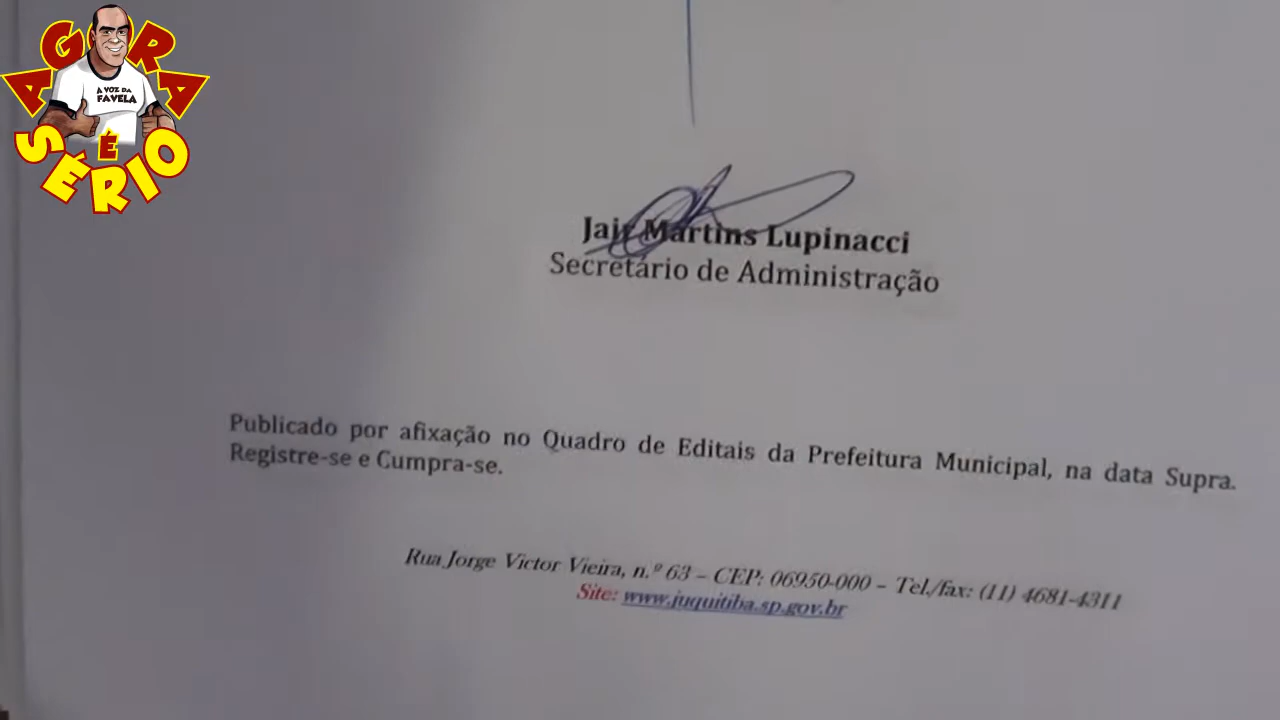 AGORA
A VOZ DA
FAVELA
É
SÉRIO
Jair Martins Lupinacci
Secretário de Administração
Publicado por afixação no Quadro de Editais da Prefeitura Municipal, na data Supra.
Registre-se e Cumpra-se.
Rua Jorge Victor Vieira, n.º 63 – CEP: 06950-000 – Tel./fax: (11) 4681-4311
Site: www.juquitiba.sp.gov.br